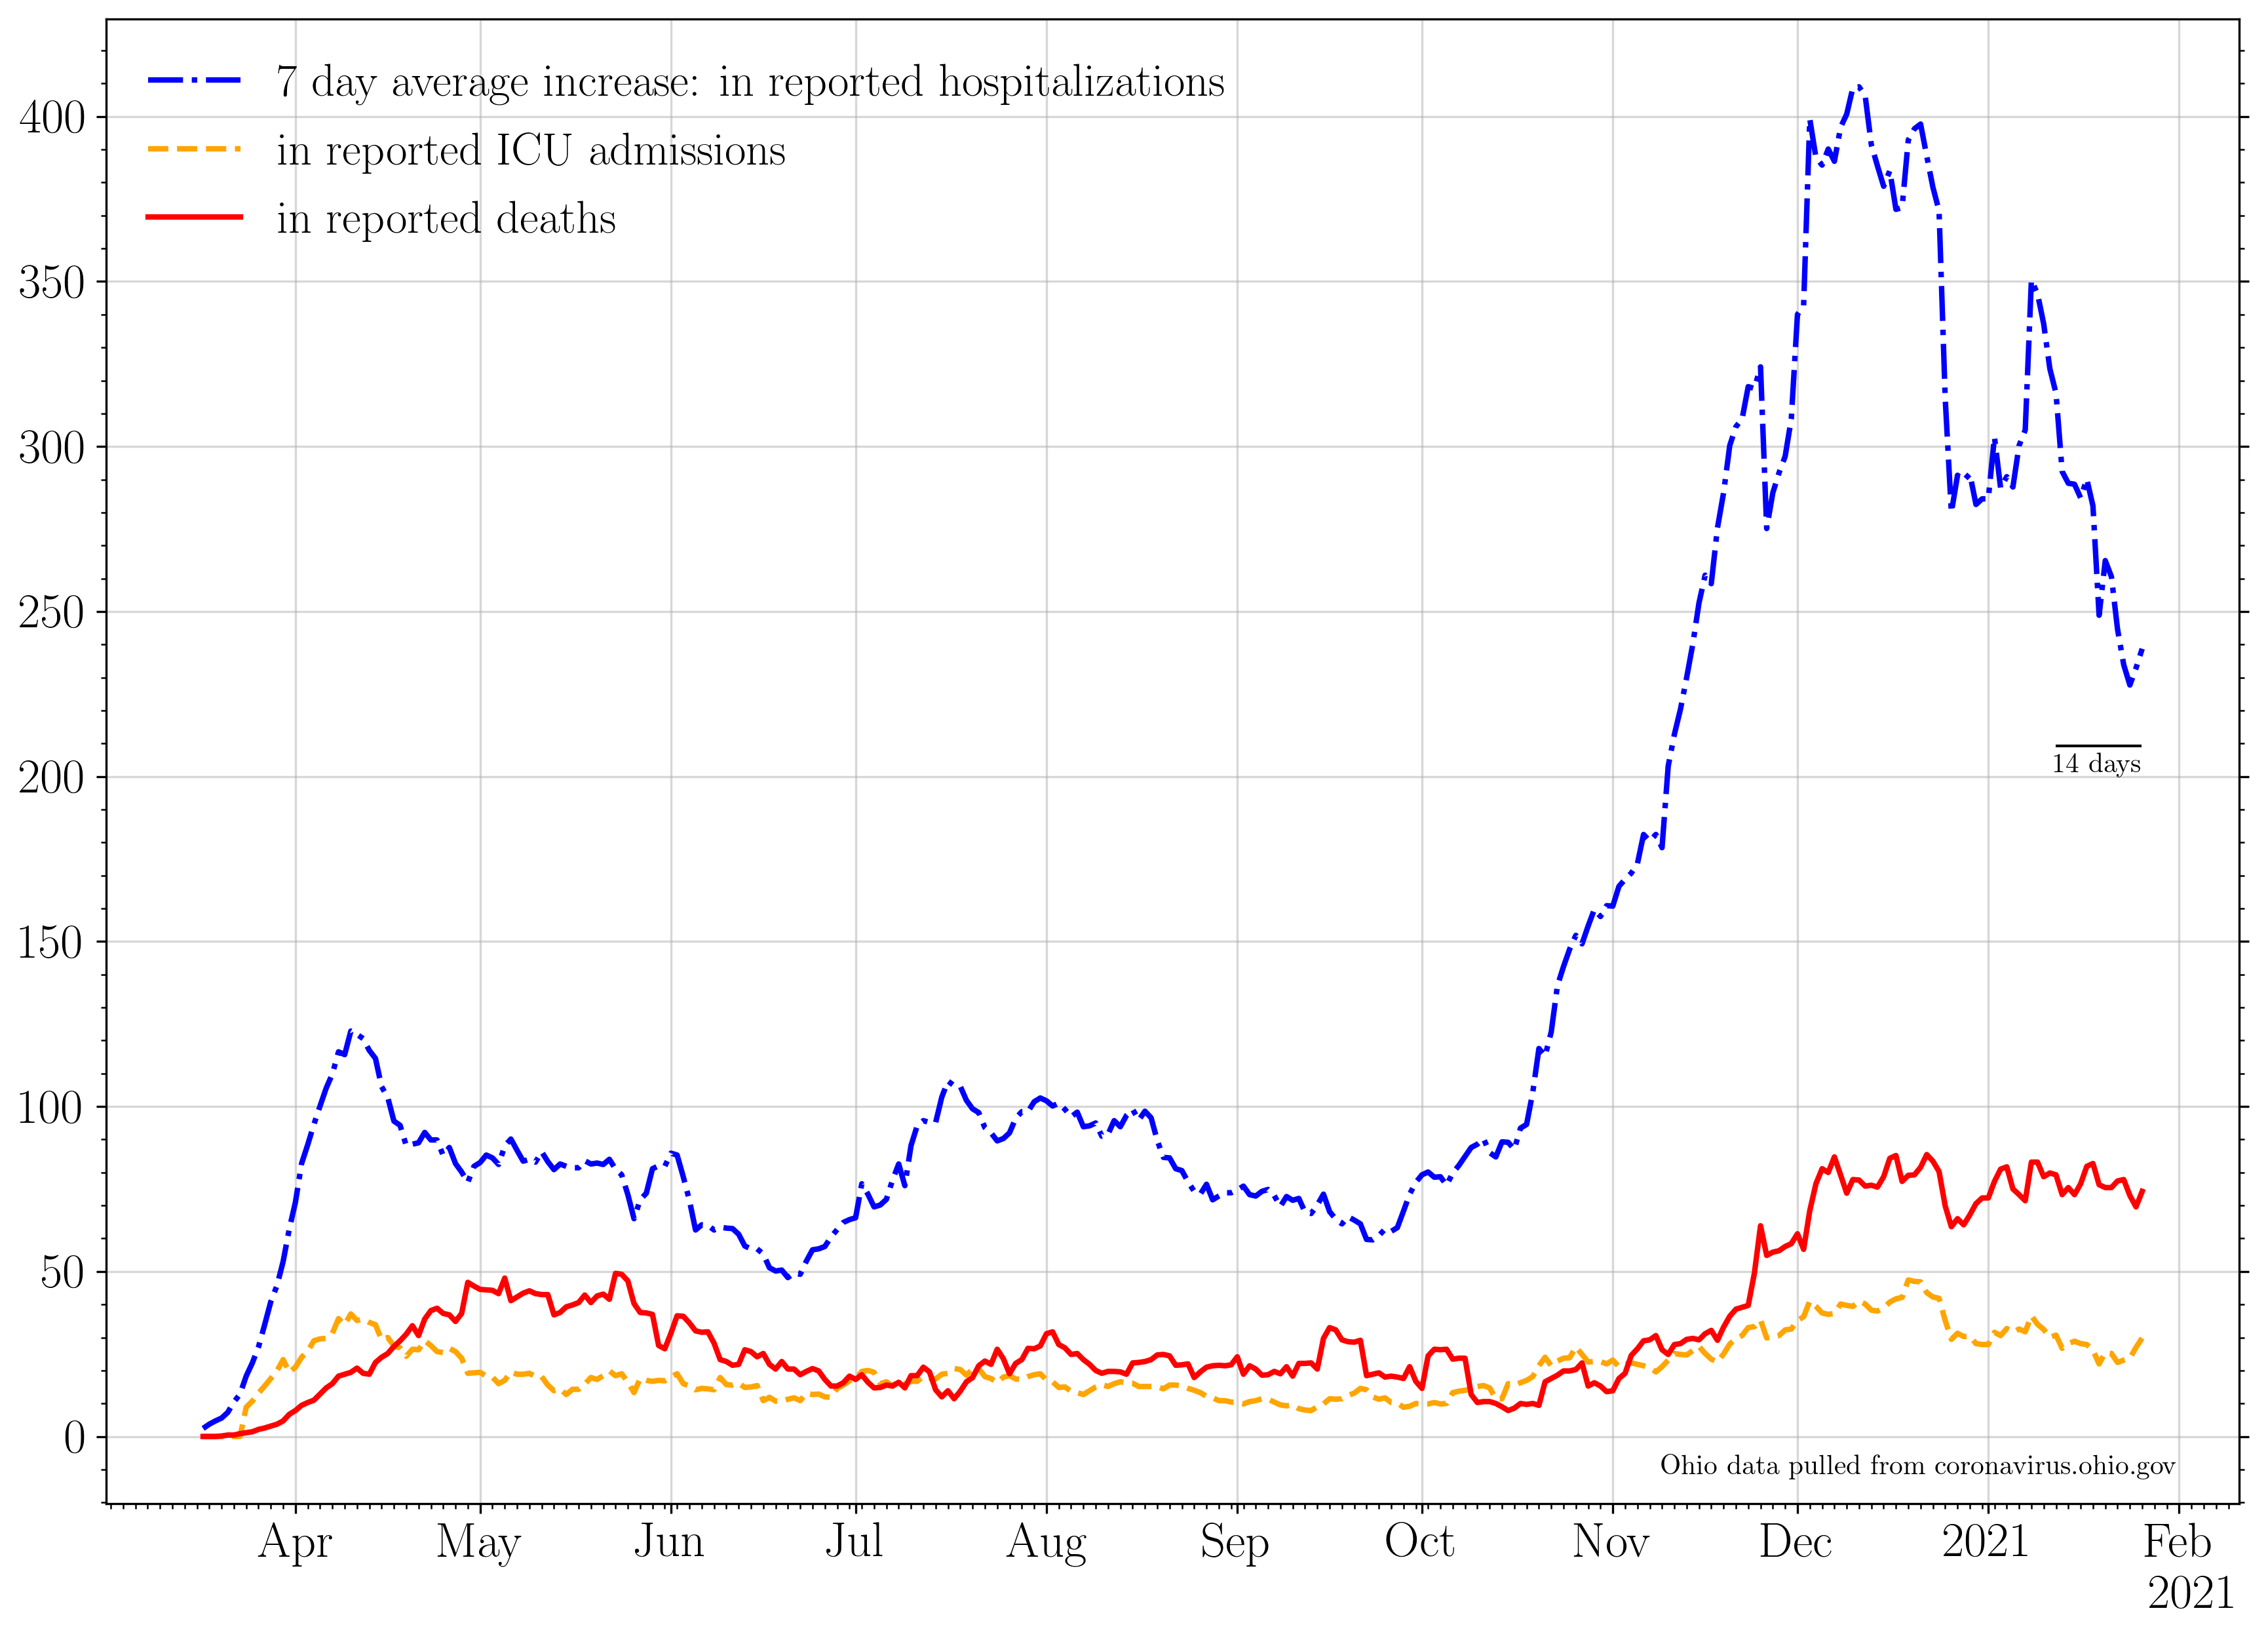 7 day average increase: in reported hospitalizations
in reported ICU admissions
in reported deaths
400
350
300
250
200
150
100
50
0
14 days
Ohio data pulled from coronavirus.ohio.gov
Apr May Jun Jul Aug Sep Oct Nov Dec 2021 Feb
2021